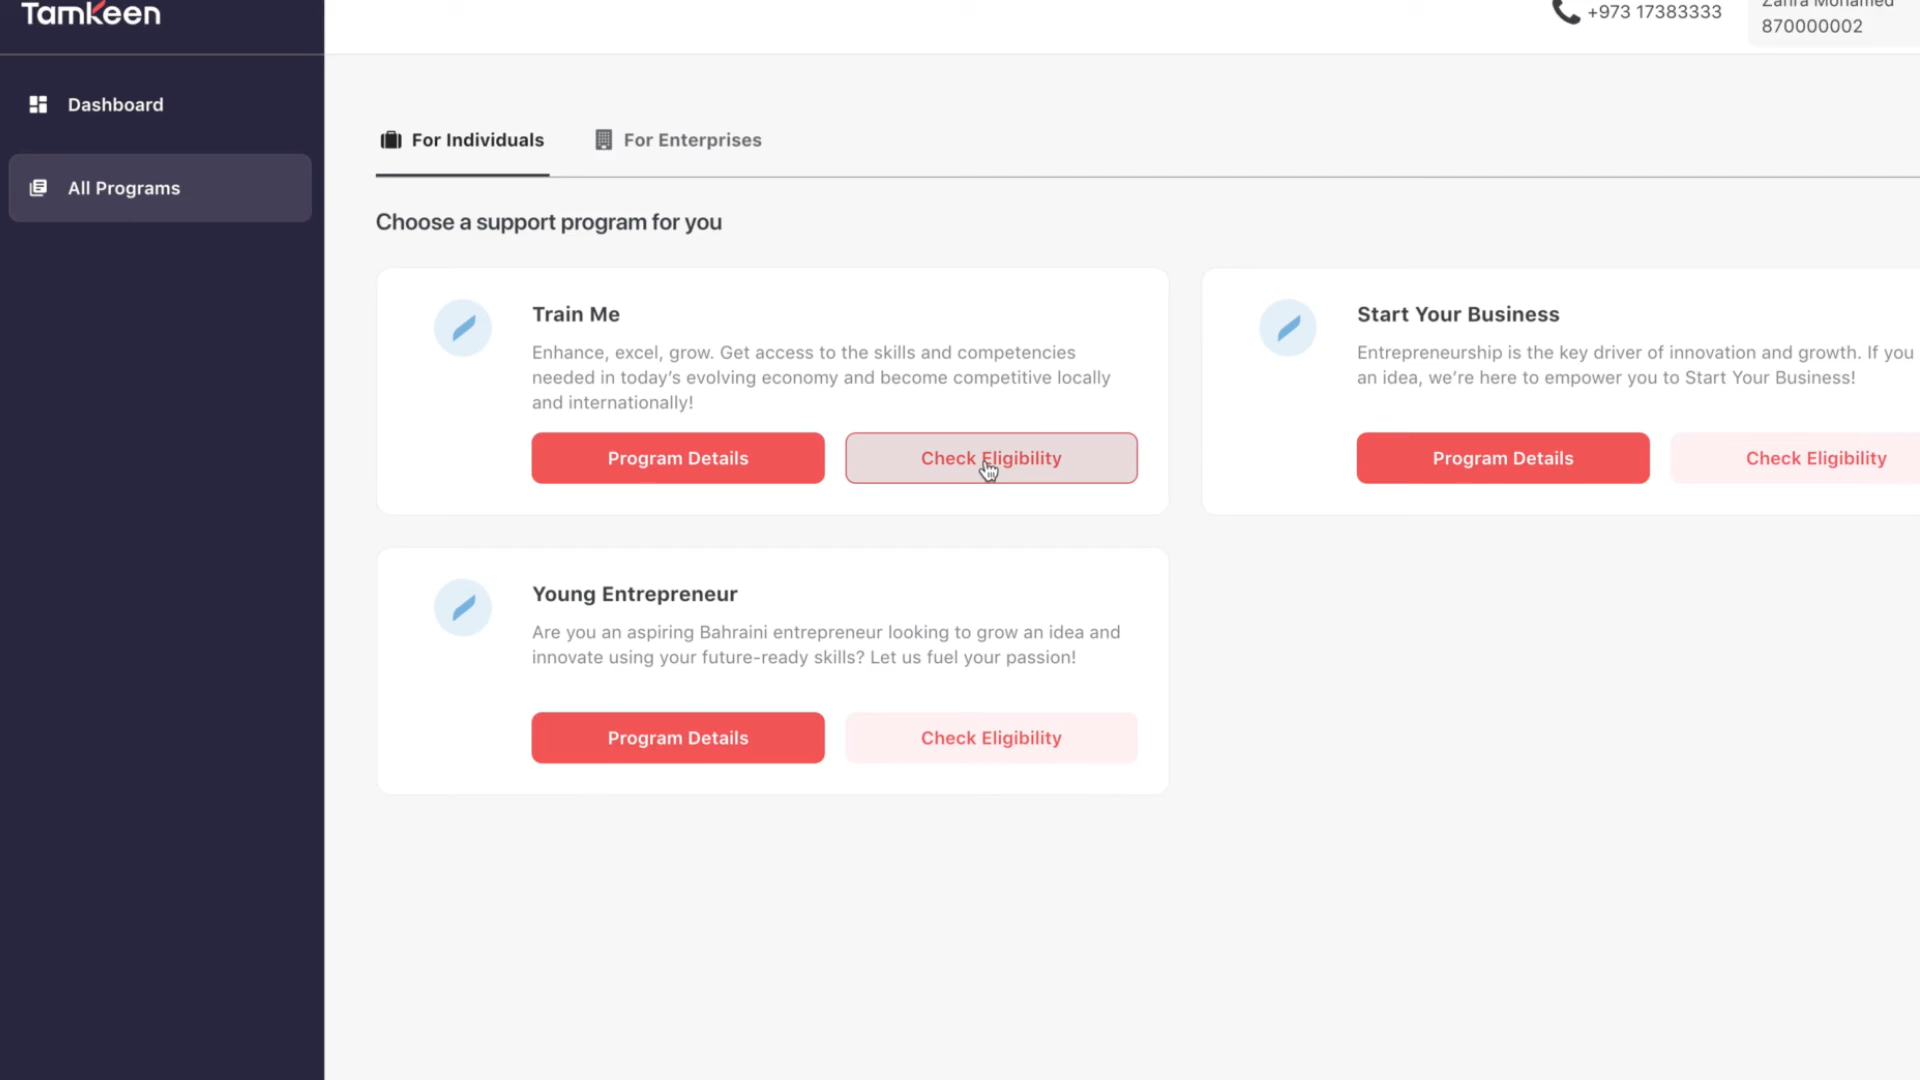 Tamkeen
+973 17383333
Zahra Mohamed
870000002
Dashboard
All Programs
For Individuals
For Enterprises
Choose a support program for you
Train Me
Enhance, excel, grow. Get access to the skills and competencies
needed in today’s evolving economy and become competitive locally
and internationally!
Program Details
Check Eligibility
Start Your Business
Entrepreneurship is the key driver of innovation and growth. If you
an idea, we’re here to empower you to Start Your Business!
Program Details
Check Eligibility
Young Entrepreneur
Are you an aspiring Bahraini entrepreneur looking to grow an idea and
innovate using your future-ready skills? Let us fuel your passion!
Program Details
Check Eligibility